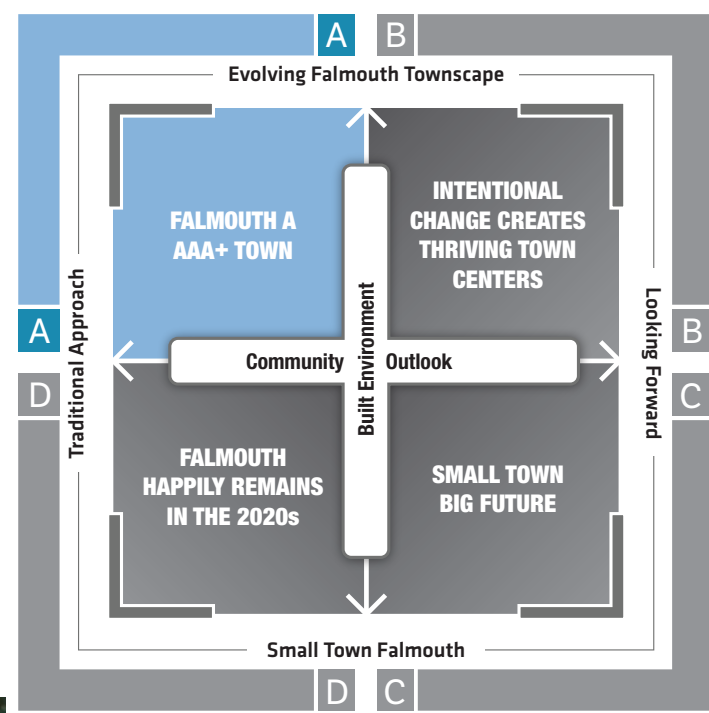 A B
Evolving Falmouth Townscape
FALMOUTH A
AAA+ TOWN
INTENTIONAL
CHANGE CREATES
THRIVING TOWN
CENTERS
Traditional Approach
Looking Forward
Built Environment
A
B
Community Outlook
D
C
FALMOUTH
HAPPILY REMAINS
IN THE 2020s
SMALL TOWN
BIG FUTURE
Small Town Falmouth
D C